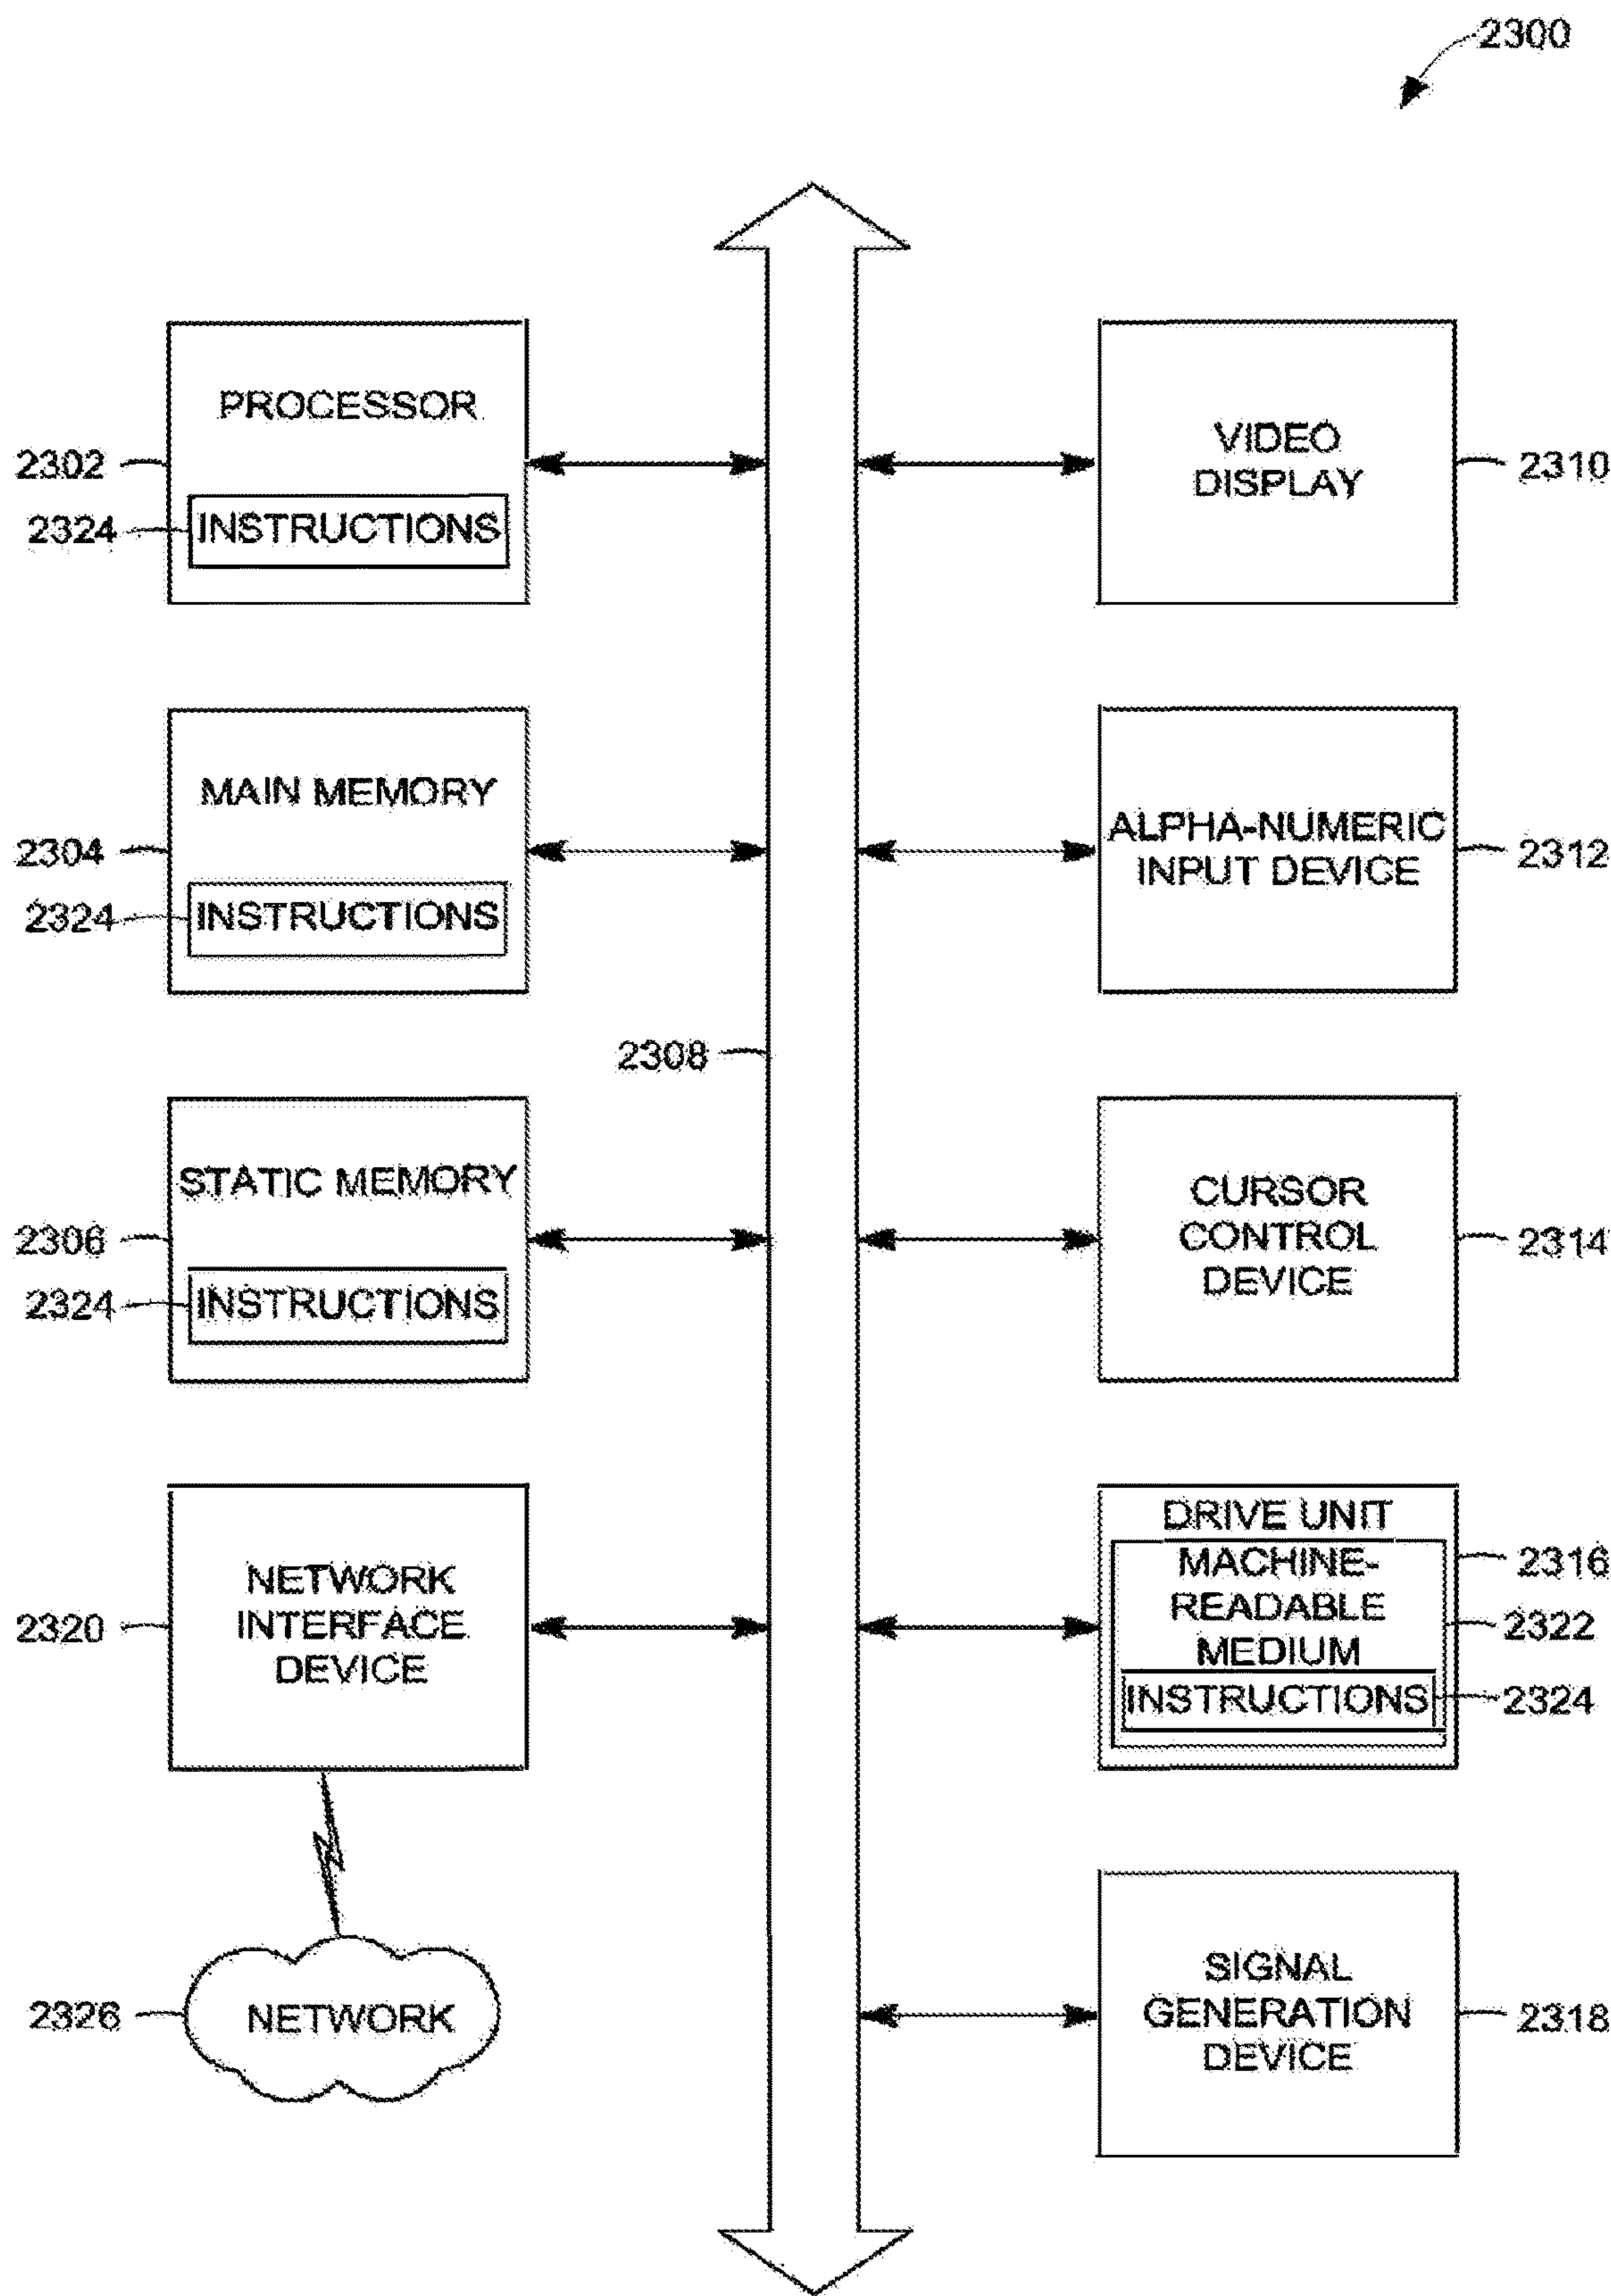 2300
PROCESSOR
2302
2324
INSTRUCTIONS
VIDEO
DISPLAY
2310
MAIN MEMORY
2304
2324
INSTRUCTIONS
ALPHA-NUMERIC
INPUT DEVICE
2312
2308
STATIC MEMORY
2306
2324
INSTRUCTIONS
CURSOR
CONTROL
DEVICE
2314
NETWORK
INTERFACE
DEVICE
2320
DRIVE UNIT
MACHINE-
READABLE
MEDIUM
INSTRUCTIONS
2316
2322
2324
2326
NETWORK
SIGNAL
GENERATION
DEVICE
2318